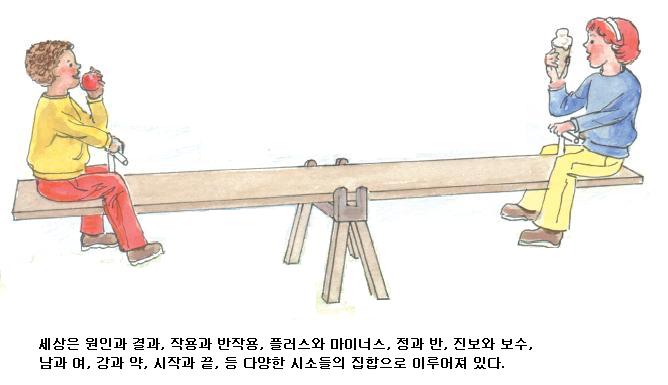 세상은 원인과 결과, 작용과 반작용, 플러스와 마이너스, 정과 반, 진보와 보수,
남과 여, 강과 약, 시작과 끝, 등 다양한 시소들의 집합으로 이루어져 있다.